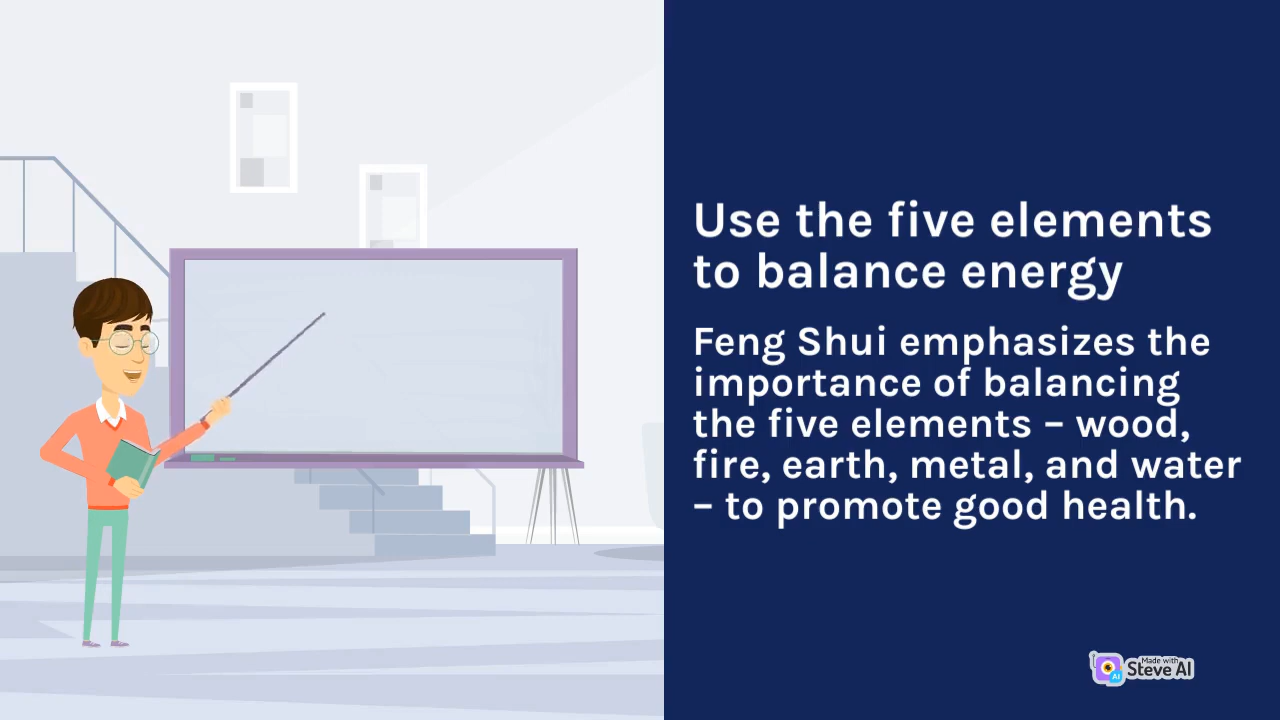 Use the five elements
to balance energy
Feng Shui emphasizes the
importance of balancing
the five elements – wood,
fire, earth, metal, and water
– to promote good health.
Made with
Steve AI
AI